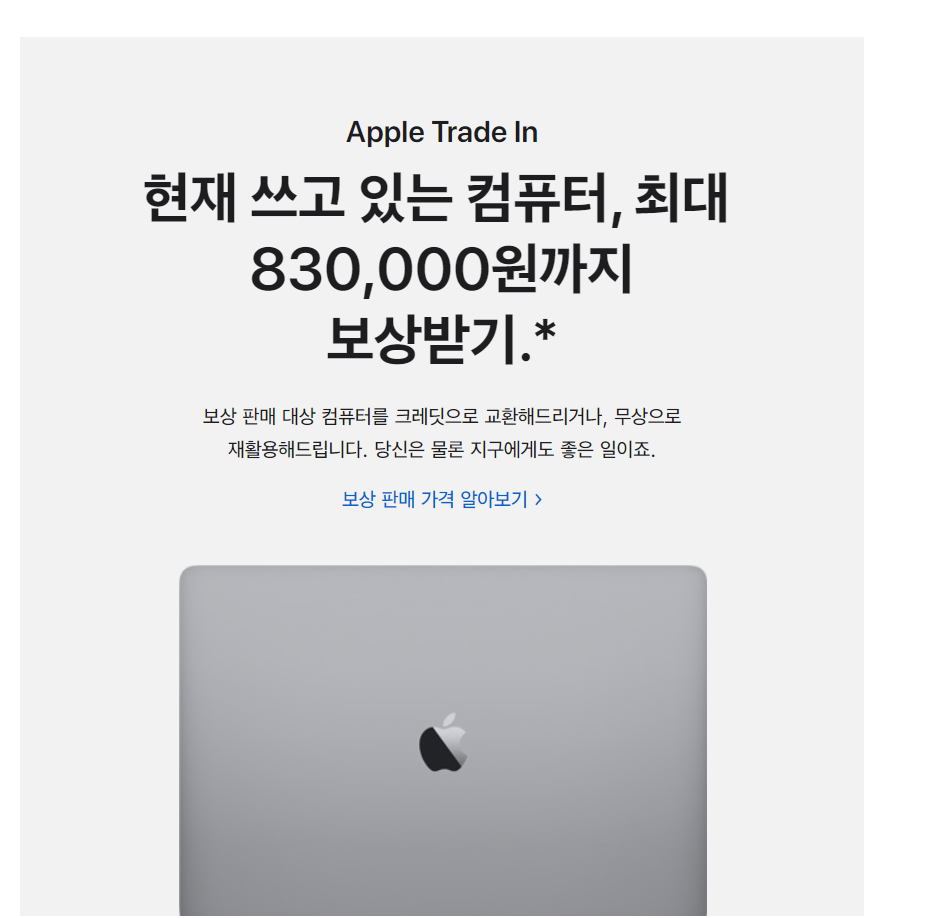 Apple Trade In
현재 쓰고 있는 컴퓨터, 최대
830,000원까지
보상받기.*
보상 판매 대상 컴퓨터를 크레딧으로 교환해드리거나, 무상으로
재활용해드립니다. 당신은 물론 지구에게도 좋은 일이죠.
보상 판매 가격 알아보기 >